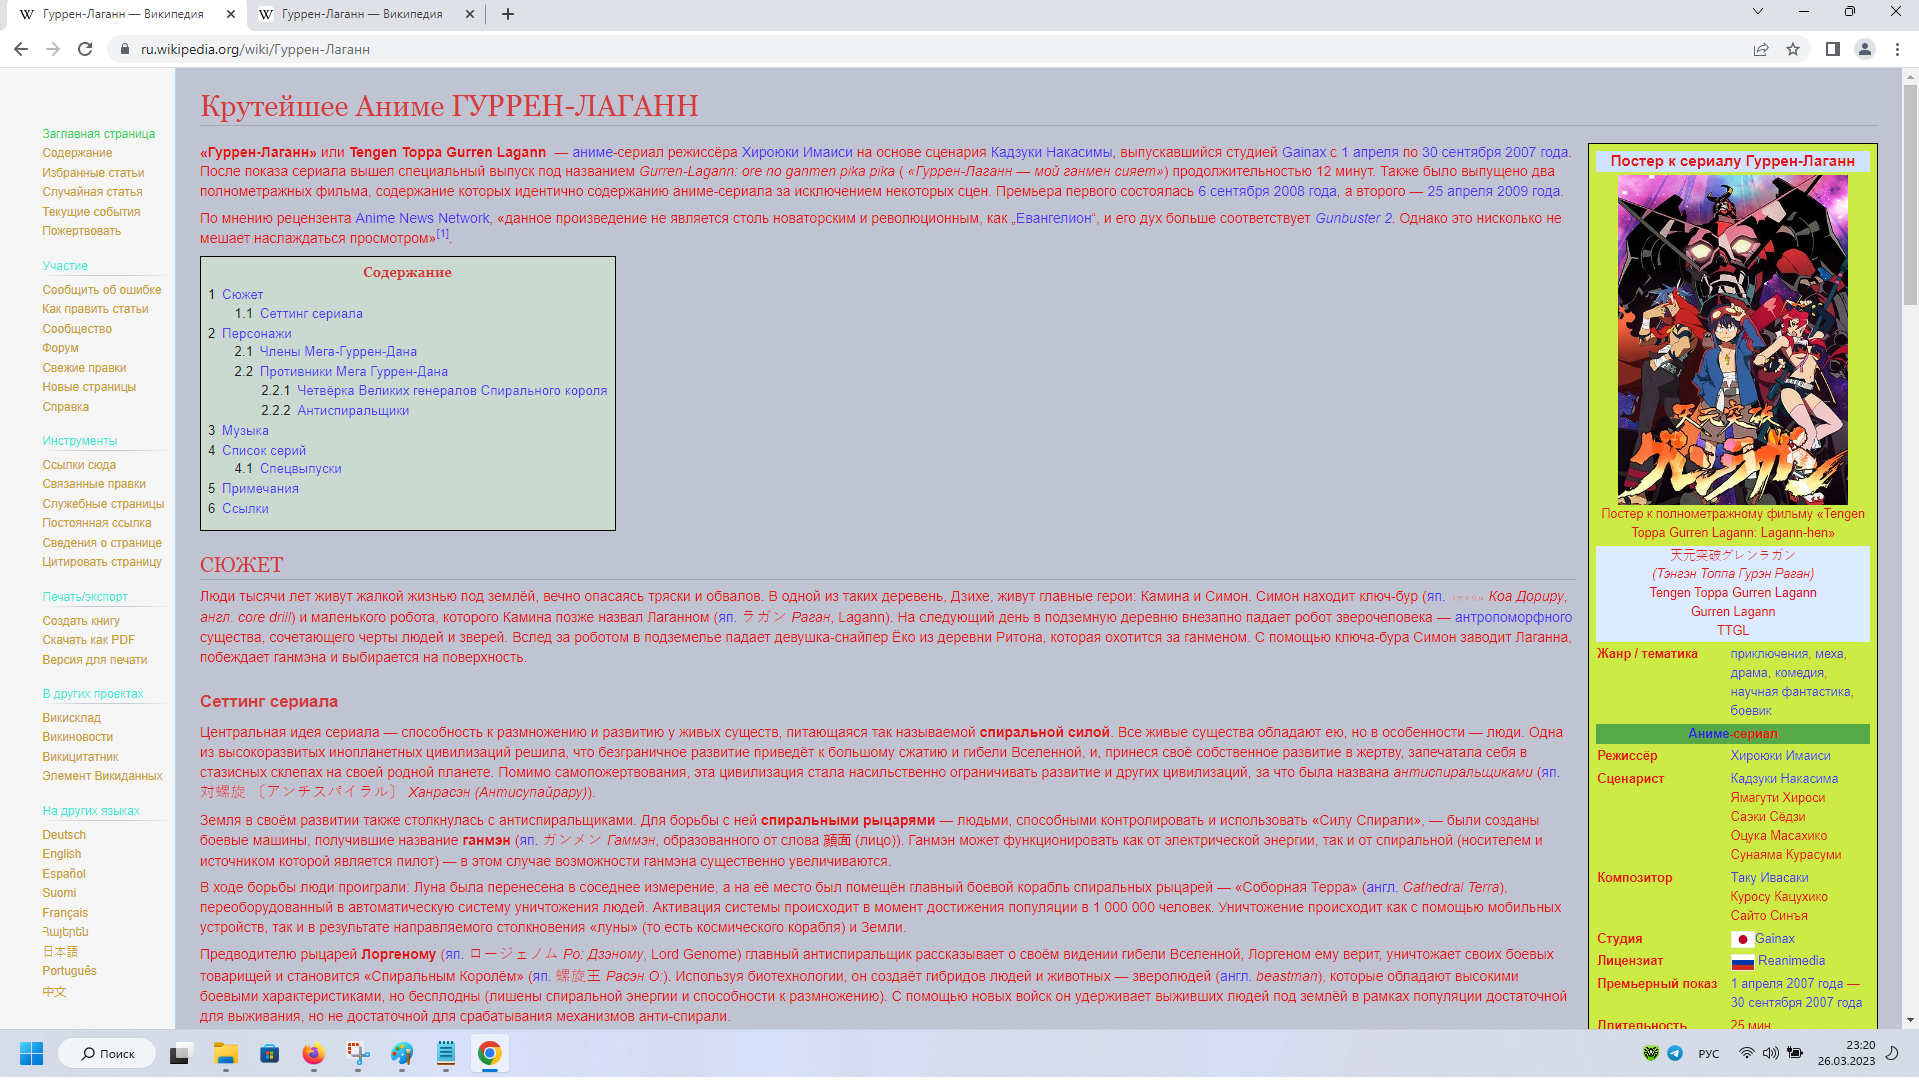 Гуррен-Лаганн — Википедия
Гуррен-Лаганн — Википедия
ru.wikipedia.org/wiki/Гуррен-Лаганн
Заглавная страница
Содержание
Избранные статьи
Случайная статья
Текущие события
Пожертвовать
Участие
Сообщить об ошибке
Как править статьи
Сообщество
Форум
Свежие правки
Новые страницы
Справка
Инструменты
Ссылки сюда
Связанные правки
Служебные страницы
Постоянная ссылка
Сведения о странице
Цитировать страницу
Печать/экспорт
Создать книгу
Скачать как PDF
Версия для печати
В других проектах
Викисклад
Викиновости
Викицитатник
Элемент Викиданных
На других языках
Deutsch
English
Español
Suomi
Français
Հայերեն
日本語
Português
中文
Крутейшее Аниме ГУРРЕН-ЛАГАНН
«Гуррен-Лаганн» или Tengen Toppa Gurren Lagann — аниме-сериал режиссёра Хироюки Имаиси на основе сценария Кадзуки Накасимы, выпускавшийся студией Gainax с 1 апреля по 30 сентября 2007 года.
После показа сериала вышел специальный выпуск под названием Gurren-Lagann: ore no ganmen pika pika ( «Гуррен-Лаганн — мой ганмен сияет») продолжительностью 12 минут. Также было выпущено два
полнометражных фильма, содержание которых идентично содержанию аниме-сериала за исключением некоторых сцен. Премьера первого состоялась 6 сентября 2008 года, а второго — 25 апреля 2009 года.
По мнению рецензента Anime News Network, «данное произведение не является столь новаторским и революционным, как „Евангелион“, и его дух больше соответствует Gunbuster 2. Однако это нисколько не
мешает наслаждаться просмотром»[1].
Содержание
1 Сюжет
1.1 Сеттинг сериала
2 Персонажи
2.1 Члены Мега-Гуррен-Дана
2.2 Противники Мега Гуррен-Дана
2.2.1 Четвёрка Великих генералов Спирального короля
2.2.2 Антиспиральщики
3 Музыка
4 Список серий
4.1 Спецвыпуски
5 Примечания
6 Ссылки
СЮЖЕТ
Люди тысячи лет живут жалкой жизнью под землёй, вечно опасаясь тряски и обвалов. В одной из таких деревень, Дзихе, живут главные герои: Камина и Симон. Симон находит ключ-бур (яп. Коа Дориру,
англ. core drill) и маленького робота, которого Камина позже назвал Лаганном (яп. ラガン Раган, Lagann). На следующий день в подземную деревню внезапно падает робот зверочеловека — антропоморфного
существа, сочетающего черты людей и зверей. Вслед за роботом в подземелье падает девушка-снайпер Ёко из деревни Ритона, которая охотится за ганменом. С помощью ключа-бура Симон заводит Лаганна,
побеждает ганмэна и выбирается на поверхность.
Сеттинг сериала
Центральная идея сериала — способность к размножению и развитию у живых существ, питающаяся так называемой спиральной силой. Все живые существа обладают ею, но в особенности — люди. Одна
из высокоразвитых инопланетных цивилизаций решила, что безграничное развитие приведёт к большому сжатию и гибели Вселенной, и, принеся своё собственное развитие в жертву, запечатала себя в
стазисных склепах на своей родной планете. Помимо самопожертвования, эта цивилизация стала насильственно ограничивать развитие и других цивилизаций, за что была названа антиспиральщиками (яп.
対螺旋 〔アンチスパイラル〕 Ханрасэн (Антисупайрару)).
Земля в своём развитии также столкнулась с антиспиральщиками. Для борьбы с ней спиральными рыцарями — людьми, способными контролировать и использовать «Силу Спирали», — были созданы
боевые машины, получившие название ганмэн (яп. ガンメン Гаммэн, образованного от слова 顔面 (лицо)). Ганмэн может функционировать как от электрической энергии, так и от спиральной (носителем и
источником которой является пилот) — в этом случае возможности ганмэна существенно увеличиваются.
В ходе борьбы люди проиграли: Луна была перенесена в соседнее измерение, а на её место был помещён главный боевой корабль спиральных рыцарей — «Соборная Терра» (англ. Cathedral Terra),
переоборудованный в автоматическую систему уничтожения людей. Активация системы происходит в момент достижения популяции в 1 000 000 человек. Уничтожение происходит как с помощью мобильных
устройств, так и в результате направляемого столкновения «луны» (то есть космического корабля) и Земли.
Предводителю рыцарей Лоргеному (яп. ロージェノム Ро: Дзэному, Lord Genome) главный антиспиральщик рассказывает о своём видении гибели Вселенной, Лоргеном ему верит, уничтожает своих боевых
товарищей и становится «Спиральным Королём» (яп. 螺旋王 Расэн О:). Используя биотехнологии, он создаёт гибридов людей и животных — зверолюдей (англ. beastman), которые обладают высокими
боевыми характеристиками, но бесплодны (лишены спиральной энергии и способности к размножению). С помощью новых войск он удерживает выживших людей под землёй в рамках популяции достаточной
для выживания, но не достаточной для срабатывания механизмов анти-спирали.
Постер к сериалу Гуррен-Лаганн
天元突破
グレンラガン
Постер к полнометражному фильму «Tengen
Toppa Gurren Lagann: Lagann-hen»
天元突破グレンラガン
(Тэнгэн Топпа Гурэн Раган)
Tengen Toppa Gurren Lagann
Gurren Lagann
TTGL
Жанр / тематика приключения, меха,
драма, комедия,
научная фантастика,
боевик
Аниме-сериал
Режиссёр Хироюки Имаиси
Сценарист Кадзуки Накасима
Ямагути Хироси
Саэки Сёдзи
Оцука Масахико
Сунаяма Курасуми
Композитор Таку Ивасаки
Куросу Кацухико
Сайто Синъя
Студия Gainax
Лицензиат Reanimedia
Премьерный показ 1 апреля 2007 года —
30 сентября 2007 года
Длительность 25 мин
Поиск
РУС
23:20
26.03.2023